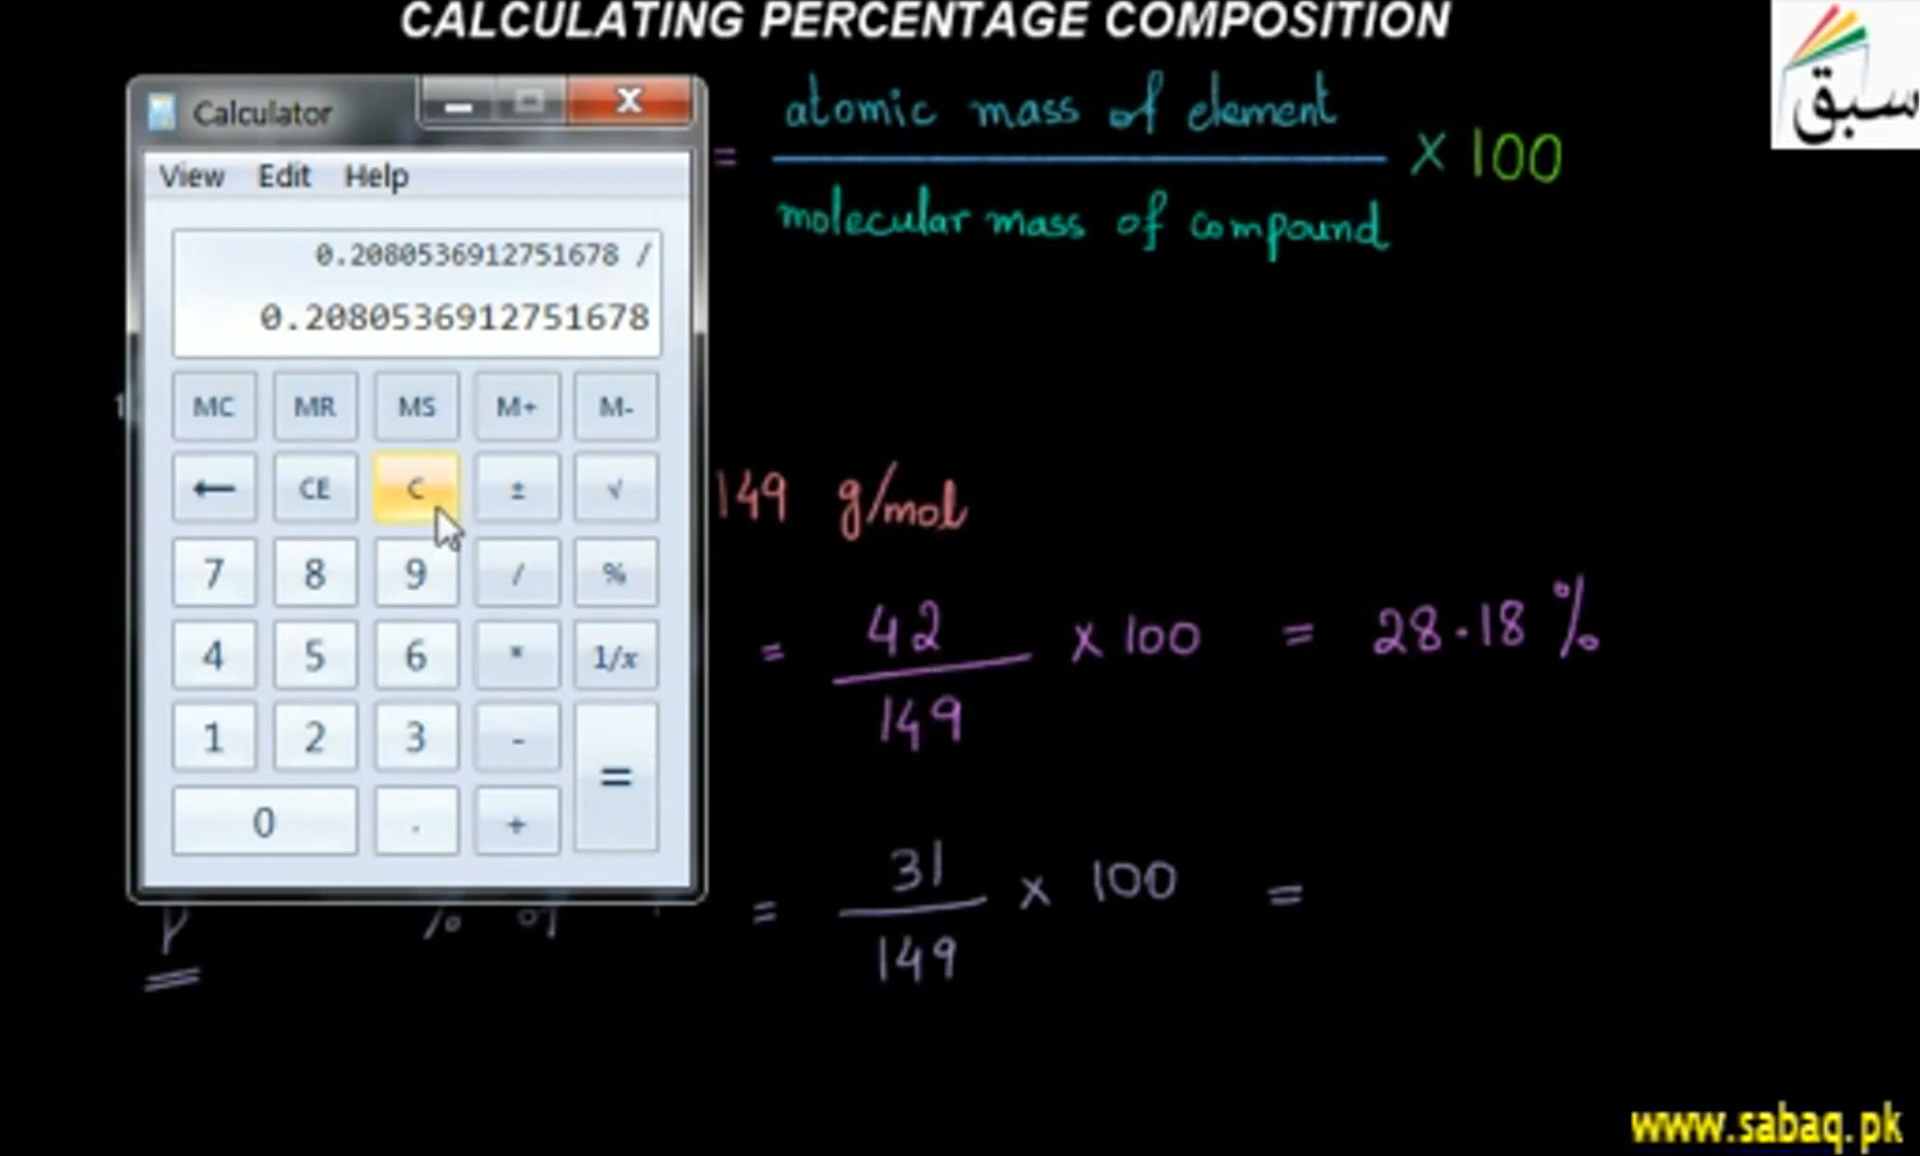 CALCULATING PERCENTAGE COMPOSITION
سبق
Calculator
View Edit Help
= atomic mass of element
molecular mass of compound
× 100
0.2080536912751678 /
0.2080536912751678
MC MR MS M+ M-
← CE C ± √
7 8 9 / %
4 5 6 * 1/x
1 2 3 -
=
0 . +
149 g/mol
= 42
149
× 100 = 28.18 %
P % of
= 31
149
× 100 =
www.sabaq.pk